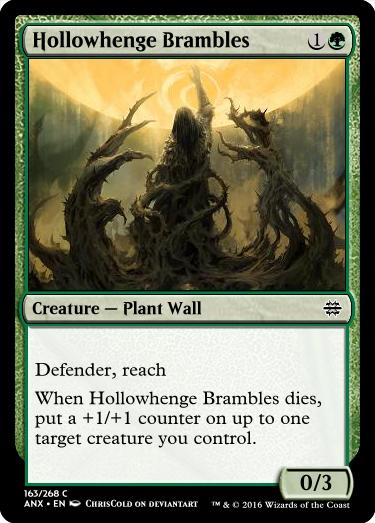 Hollowhenge Brambles 1
Creature — Plant Wall
Defender, reach
When Hollowhenge Brambles dies,
put a +1/+1 counter on up to one
target creature you control.
0/3
163/268 C
ANX • EN ChrisCold on deviantart
™ & © 2016 Wizards of the Coast